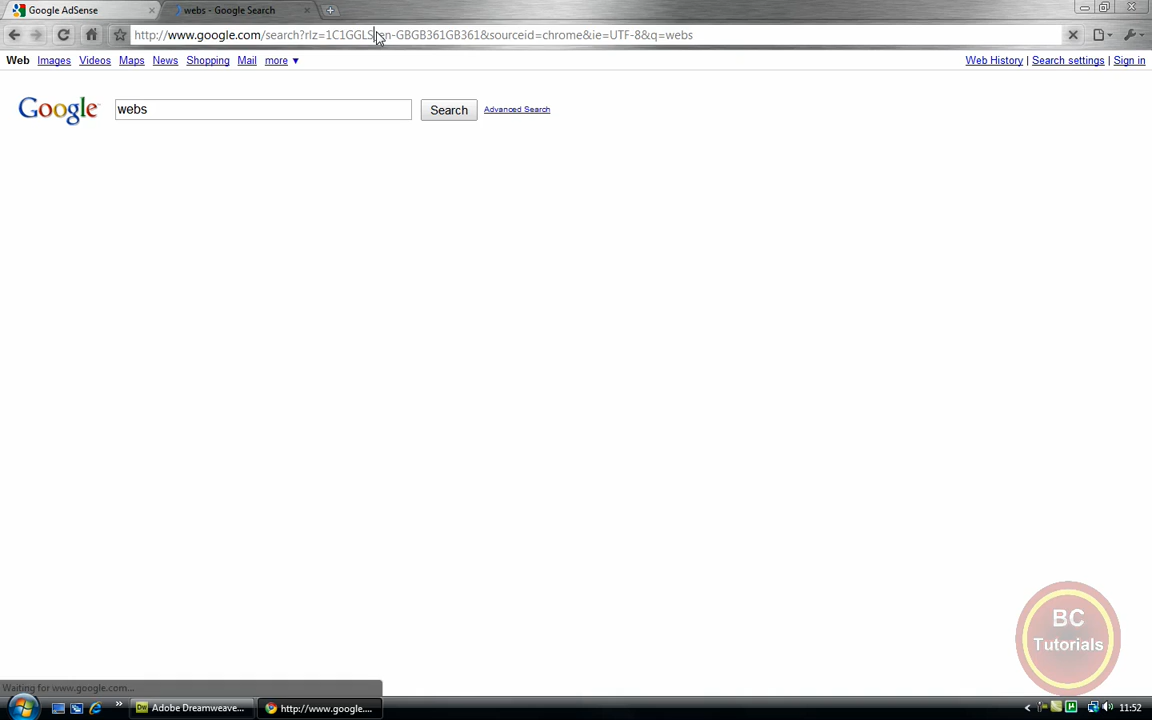 Google AdSense
webs - Google Search
http://www.google.com/search?rlz=1C1GGLS_en-GBGB361GB361&sourceid=chrome&ie=UTF-8&q=webs
Web Images Videos Maps News Shopping Mail more ▼
Web History | Search settings | Sign in
Google
webs
Search
Advanced Search
BC
Tutorials
Waiting for www.google.com...
Adobe Dreamweave...
http://www.google....
11:52